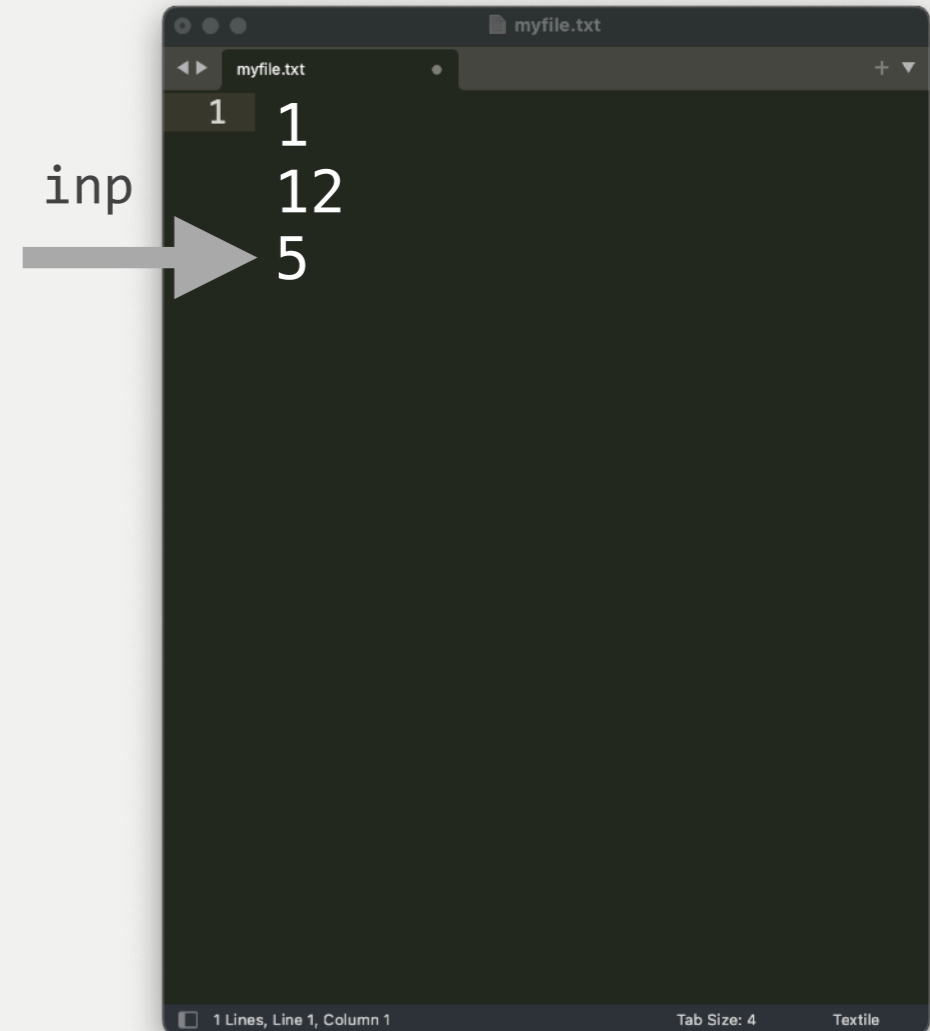 myfile.txt
myfile.txt
1 1
12
inp
5
1 Lines, Line 1, Column 1 Tab Size: 4 Textile